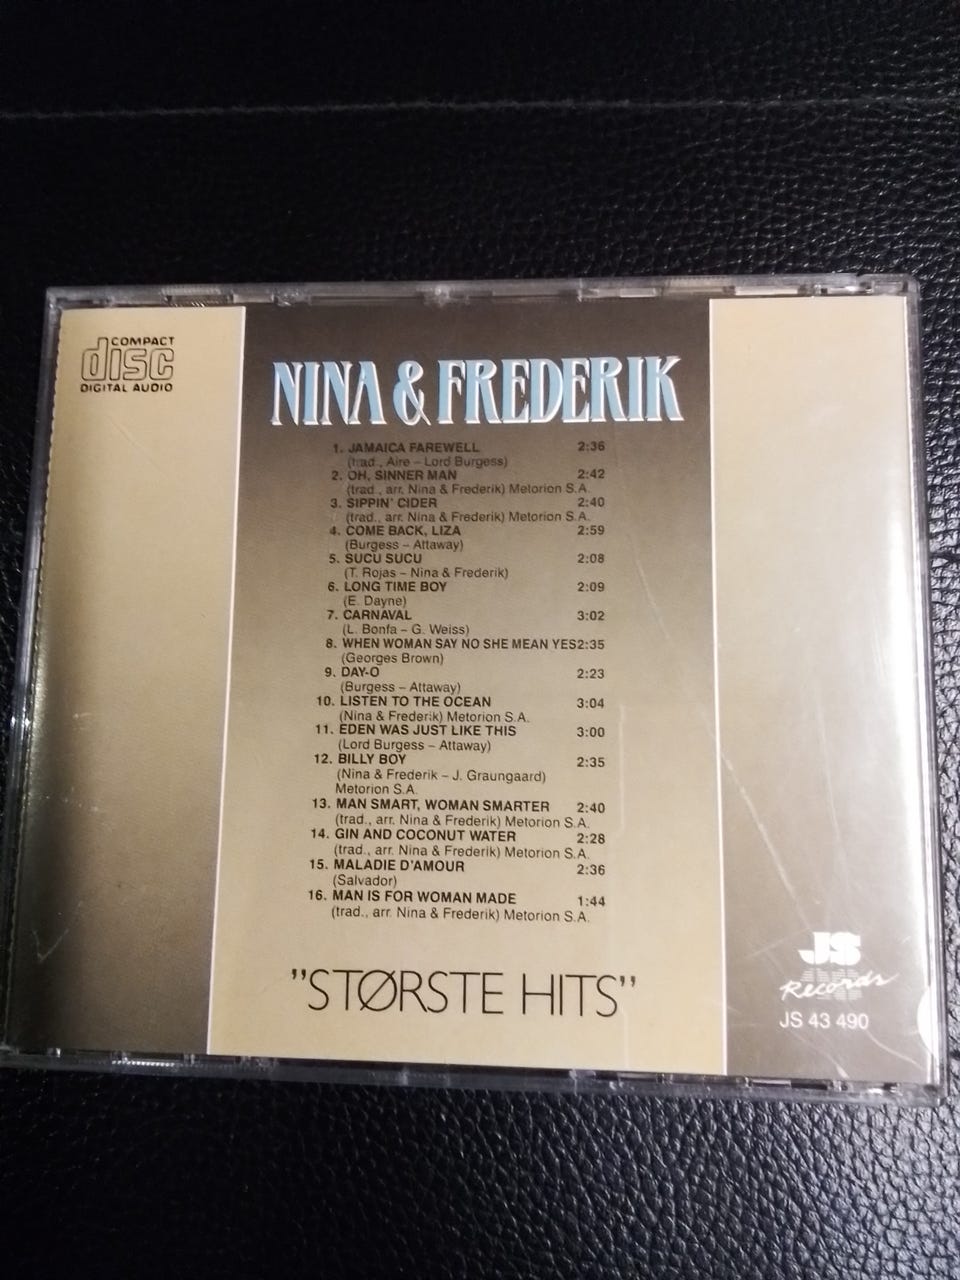 COMPACT
disc
DIGITAL AUDIO
NINA & FREDERIK
1. JAMAICA FAREWELL 2:36
(trad., Aire – Lord Burgess)
2. OH, SINNER MAN 2:42
(trad., arr. Nina & Frederik) Metorion S.A.
3. SIPPIN' CIDER 2:40
(trad., arr. Nina & Frederik) Metorion S.A.
4. COME BACK, LIZA 2:59
(Burgess – Attaway)
5. SUCU SUCU 2:08
(T. Rojas – Nina & Frederik)
6. LONG TIME BOY 2:09
(E. Dayne)
7. CARNAVAL 3:02
(L. Bonfa – G. Weiss)
8. WHEN WOMAN SAY NO SHE MEAN YES 2:35
(Georges Brown)
9. DAY-O 2:23
(Burgess – Attaway)
10. LISTEN TO THE OCEAN 3:04
(Nina & Frederik) Metorion S.A.
11. EDEN WAS JUST LIKE THIS 3:00
(Lord Burgess – Attaway)
12. BILLY BOY 2:35
(Nina & Frederik – J. Graungaard)
Metorion S.A.
13. MAN SMART, WOMAN SMARTER 2:40
(trad., arr. Nina & Frederik) Metorion S.A.
14. GIN AND COCONUT WATER 2:28
(trad., arr. Nina & Frederik) Metorion S.A.
15. MALADIE D'AMOUR 2:36
(Salvador)
16. MAN IS FOR WOMAN MADE 1:44
(trad., arr. Nina & Frederik) Metorion S.A.
"STØRSTE HITS"
JS
Records
JS 43 490